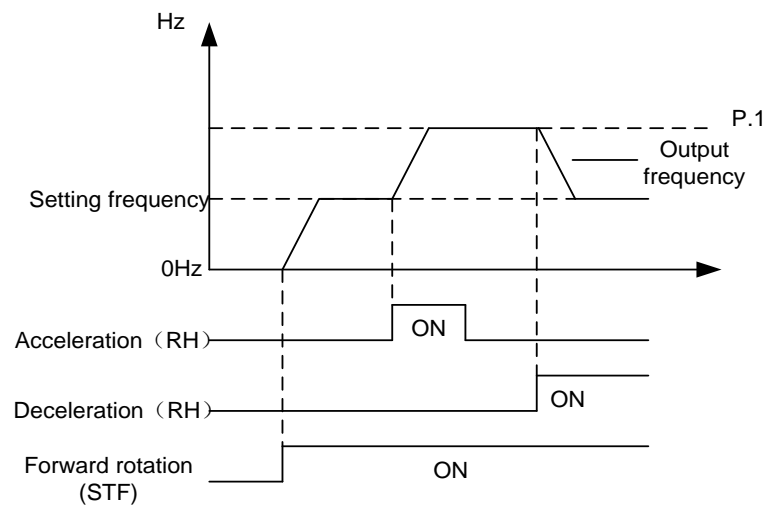 Hz
P.1
Output
frequency
Setting frequency
0Hz
Acceleration（RH）
ON
Deceleration（RH）
ON
Forward rotation
(STF)
ON